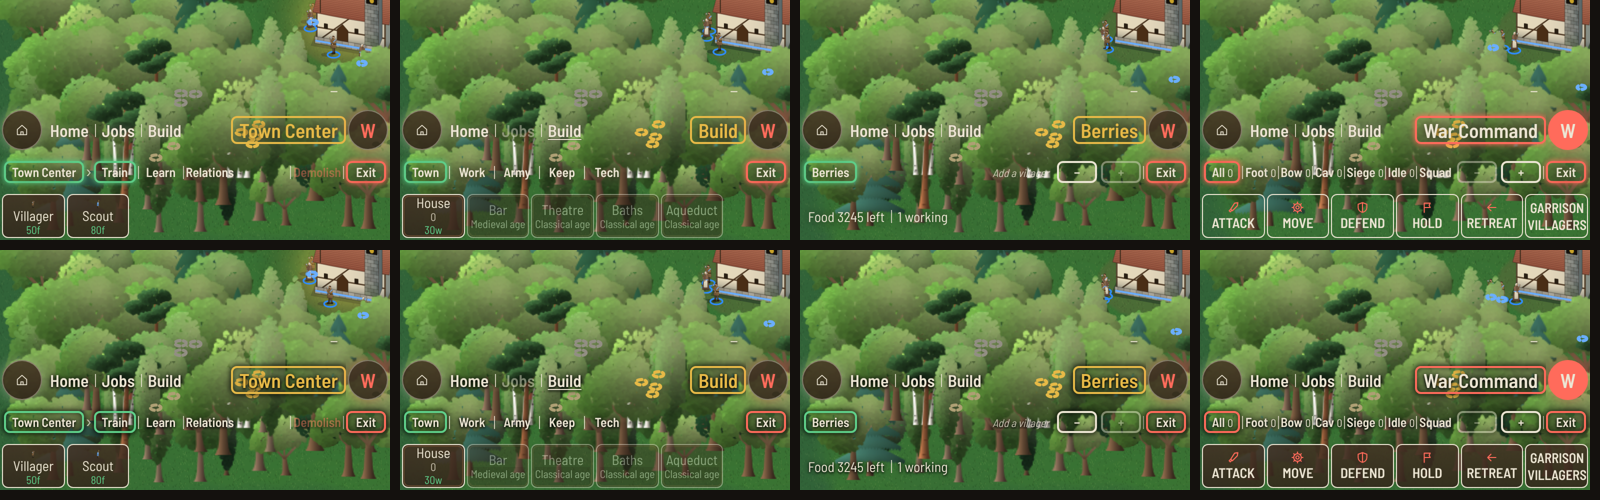 Home | Jobs | Build Town Center W
Town Center > Train | Learn | Relations | Demolish | Exit
Villager 50f Scout 80f
Home | Jobs | Build Build W
Town | Work | Army | Keep | Tech Exit
House 0 30w Bar Medieval age Theatre Classical age Baths Classical age Aqueduct Classical age
Home | Jobs | Build Berries W
Berries Add a villager − + Exit
Food 3245 left | 1 working
Home | Jobs | Build War Command W
All 0 | Foot 0 | Bow 0 | Cav 0 | Siege 0 | Idle 0 | Squad − + Exit
ATTACK MOVE DEFEND HOLD RETREAT GARRISON VILLAGERS
Home | Jobs | Build Town Center W
Town Center > Train | Learn | Relations | Demolish | Exit
Villager 50f Scout 80f
Home | Jobs | Build Build W
Town | Work | Army | Keep | Tech Exit
House 0 30w Bar Medieval age Theatre Classical age Baths Classical age Aqueduct Classical age
Home | Jobs | Build Berries W
Berries Add a villager − + Exit
Food 3245 left | 1 working
Home | Jobs | Build War Command W
All 0 | Foot 0 | Bow 0 | Cav 0 | Siege 0 | Idle 0 | Squad − + Exit
ATTACK MOVE DEFEND HOLD RETREAT GARRISON VILLAGERS